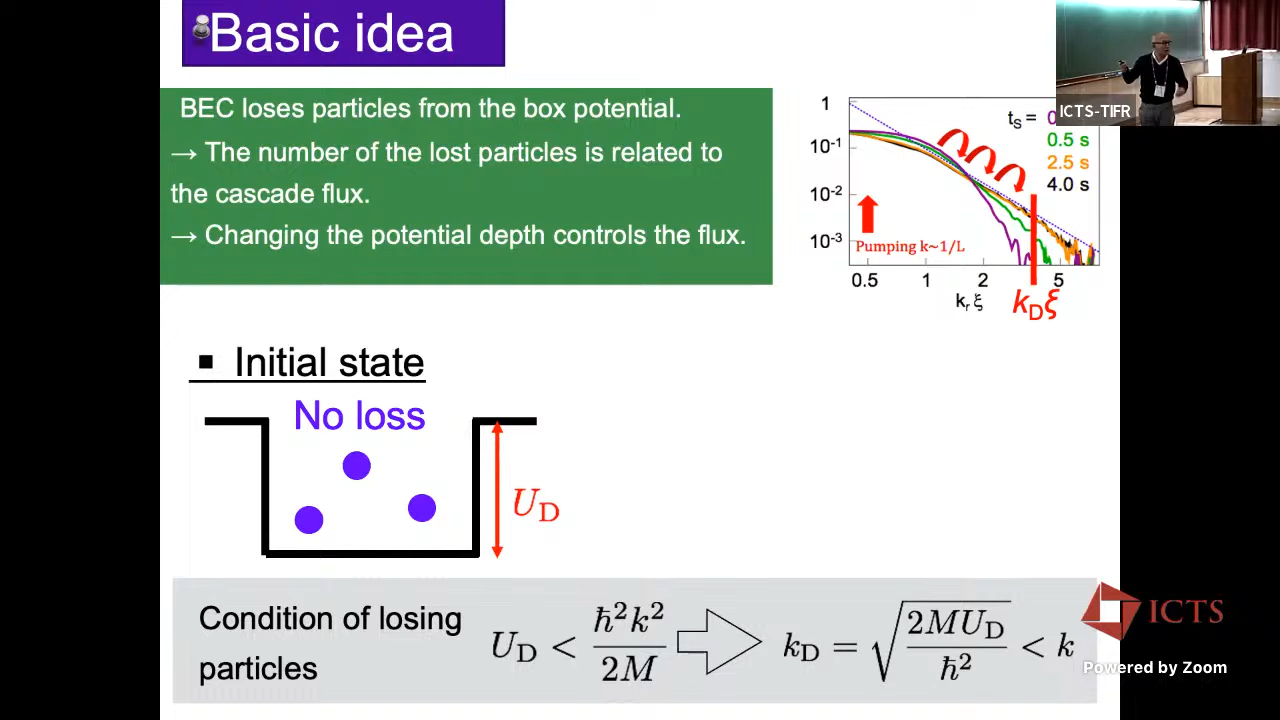 Basic idea
BEC loses particles from the box potential.
→ The number of the lost particles is related to
the cascade flux.
→ Changing the potential depth controls the flux.
ICTS-TIFR
1
10⁻¹
10⁻²
10⁻³
t_S = 0
0.5 s
2.5 s
4.0 s
Pumping k~1/L
0.5 1 2 5
k_r ξ
k_D ξ
▪ Initial state
No loss
U_D
Condition of losing
particles
U_D < ħ²k²/2M ⇒ k_D = √(2MU_D/ħ²) < k
ICTS
Powered by Zoom